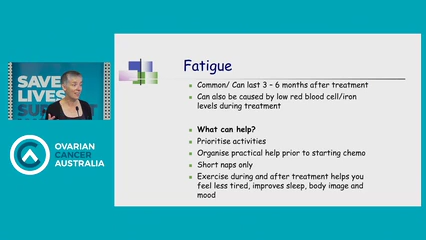 SAVE
LIVES
SUPPORT
OVARIAN
CANCER
AUSTRALIA
Fatigue
Common/ Can last 3 – 6 months after treatment
Can also be caused by low red blood cell/iron
levels during treatment
What can help?
Prioritise activities
Organise practical help prior to starting chemo
Short naps only
Exercise during and after treatment helps you
feel less tired, improves sleep, body image and
mood